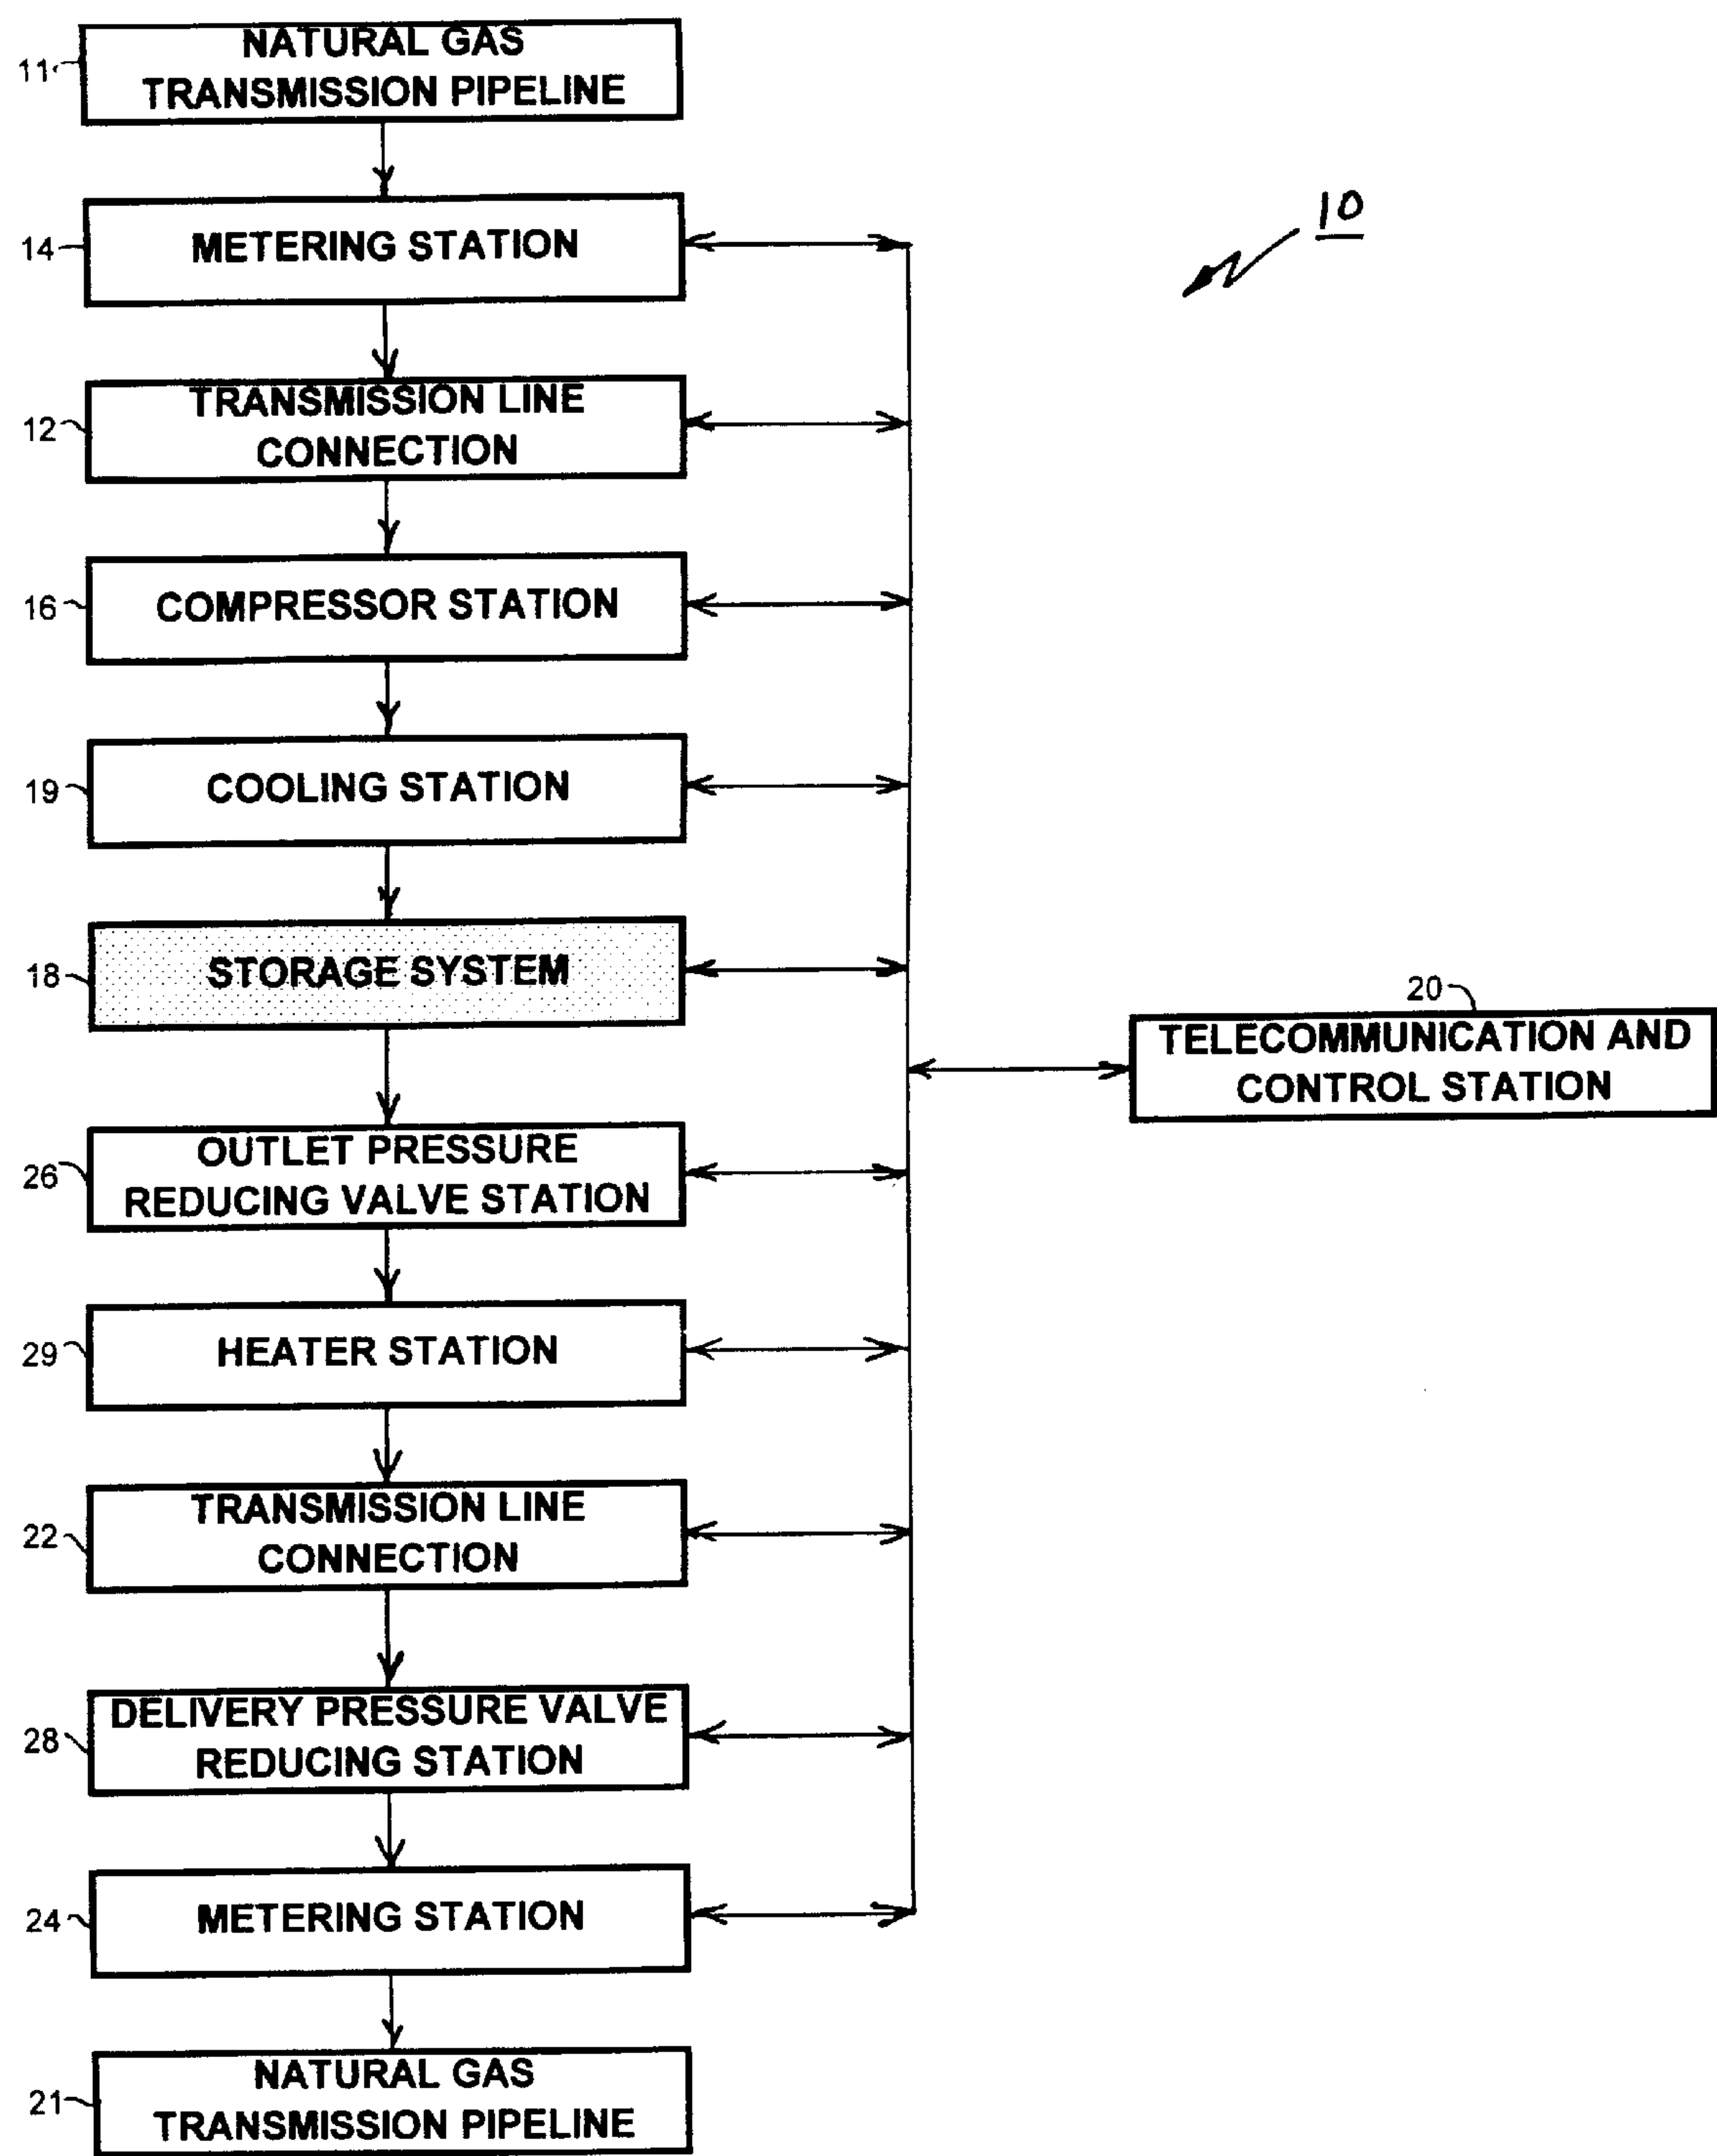 NATURAL GAS
TRANSMISSION PIPELINE
11
10
METERING STATION
14
TRANSMISSION LINE
CONNECTION
12
COMPRESSOR STATION
16
COOLING STATION
19
STORAGE SYSTEM
18
20
TELECOMMUNICATION AND
CONTROL STATION
OUTLET PRESSURE
REDUCING VALVE STATION
26
HEATER STATION
29
TRANSMISSION LINE
CONNECTION
22
DELIVERY PRESSURE VALVE
REDUCING STATION
28
METERING STATION
24
NATURAL GAS
TRANSMISSION PIPELINE
21